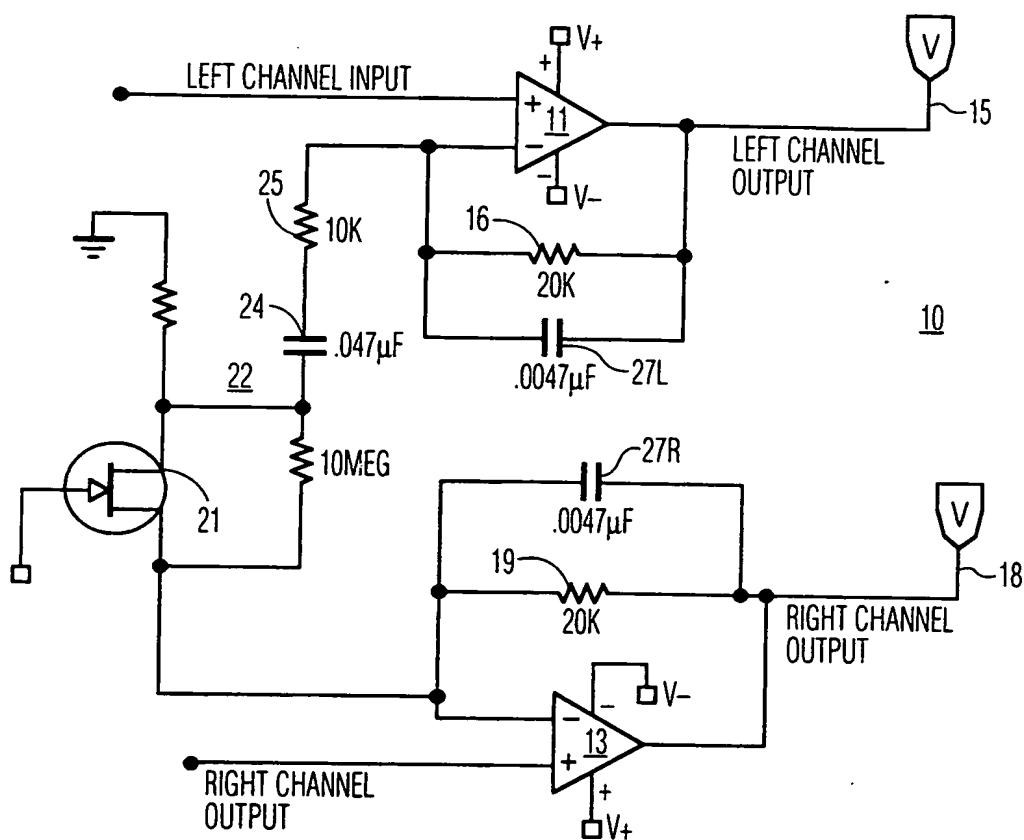 V+
V
LEFT CHANNEL INPUT
+
+
11
15
−
LEFT CHANNEL
OUTPUT
−
V−
25
10K
16
20K
24
.047µF
10
22
.0047µF
27L
10MEG
27R
21
.0047µF
V
19
18
20K
RIGHT CHANNEL
OUTPUT
−
V−
−
13
+
RIGHT CHANNEL
OUTPUT
+
V+